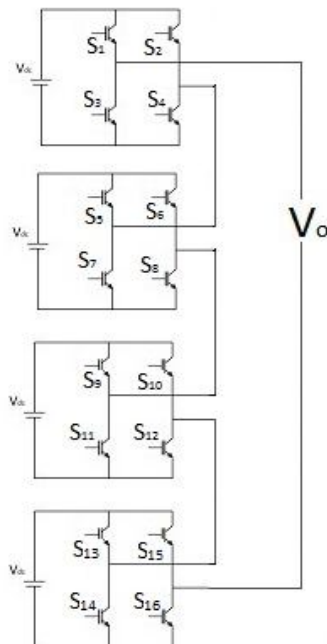 S1 S2
Vdc
S3 S4
S5 S6
Vdc
S7 S8
Vo
S9 S10
Vdc
S11 S12
S13 S15
Vdc
S14 S16